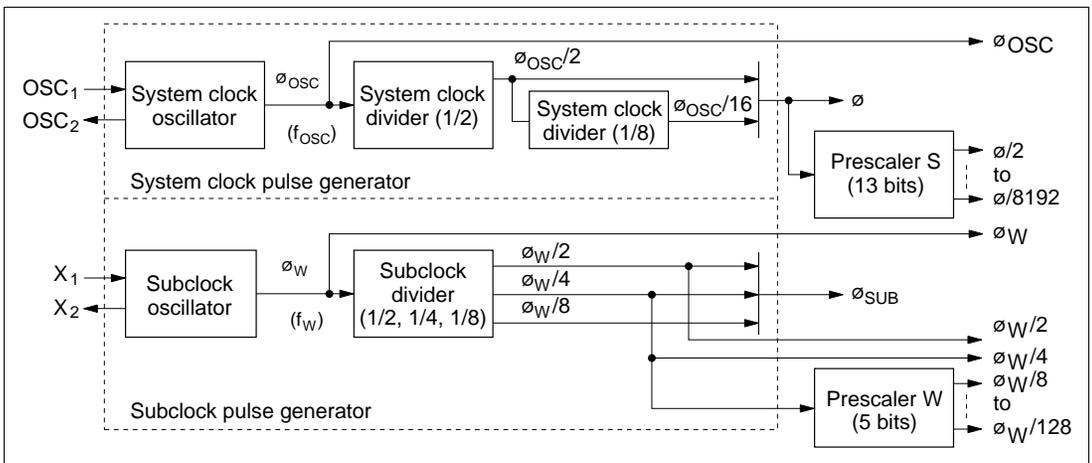 øOSC
OSC1
OSC2
System clock
oscillator
øOSC
(fOSC)
System clock
divider (1/2)
øOSC/2
System clock
divider (1/8)
øOSC/16
ø
Prescaler S
(13 bits)
ø/2
to
ø/8192
System clock pulse generator
øW
X1
X2
Subclock
oscillator
øW
(fW)
Subclock
divider
(1/2, 1/4, 1/8)
øW/2
øW/4
øW/8
øSUB
øW/2
øW/4
Prescaler W
(5 bits)
øW/8
to
øW/128
Subclock pulse generator